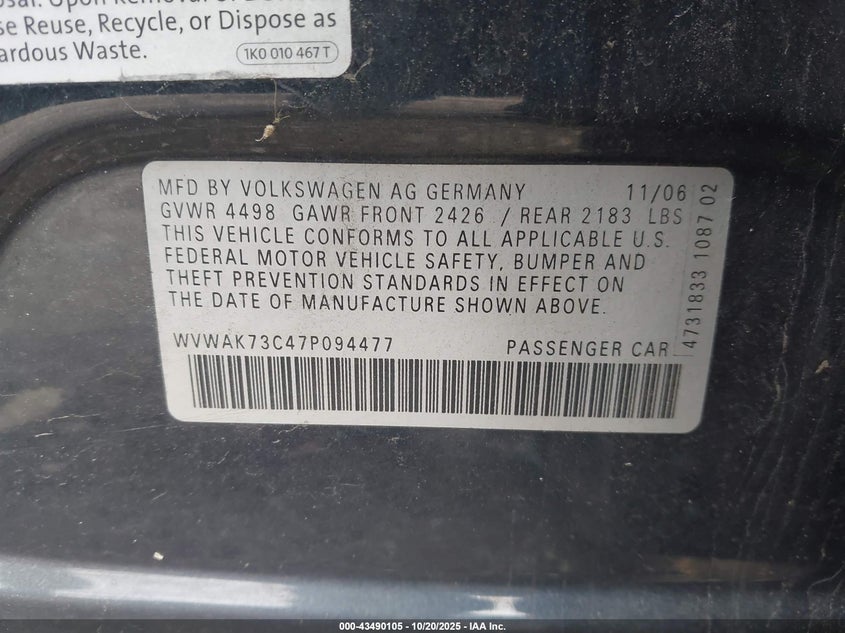 se Reuse, Recycle, or Dispose as
ardous Waste.
1K0 010 467 T
MFD BY VOLKSWAGEN AG GERMANY 11/06
GVWR 4498 GAWR FRONT 2426 / REAR 2183 LBS
THIS VEHICLE CONFORMS TO ALL APPLICABLE U.S.
FEDERAL MOTOR VEHICLE SAFETY, BUMPER AND
THEFT PREVENTION STANDARDS IN EFFECT ON
THE DATE OF MANUFACTURE SHOWN ABOVE.
WVWAK73C47P094477 PASSENGER CAR
4731833 1087 02
000-43490105 - 10/20/2025 - IAA Inc.